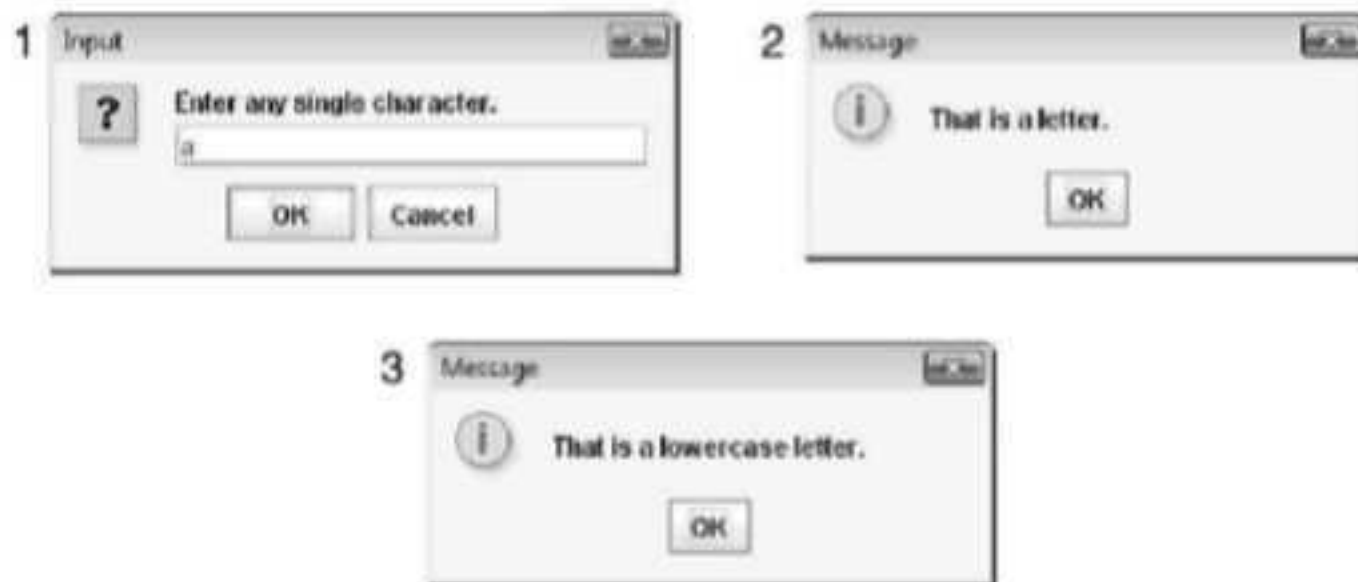 1
Input
?
Enter any single character.
a
OK
Cancel
2
Message
i
That is a letter.
OK
3
Message
i
That is a lowercase letter.
OK